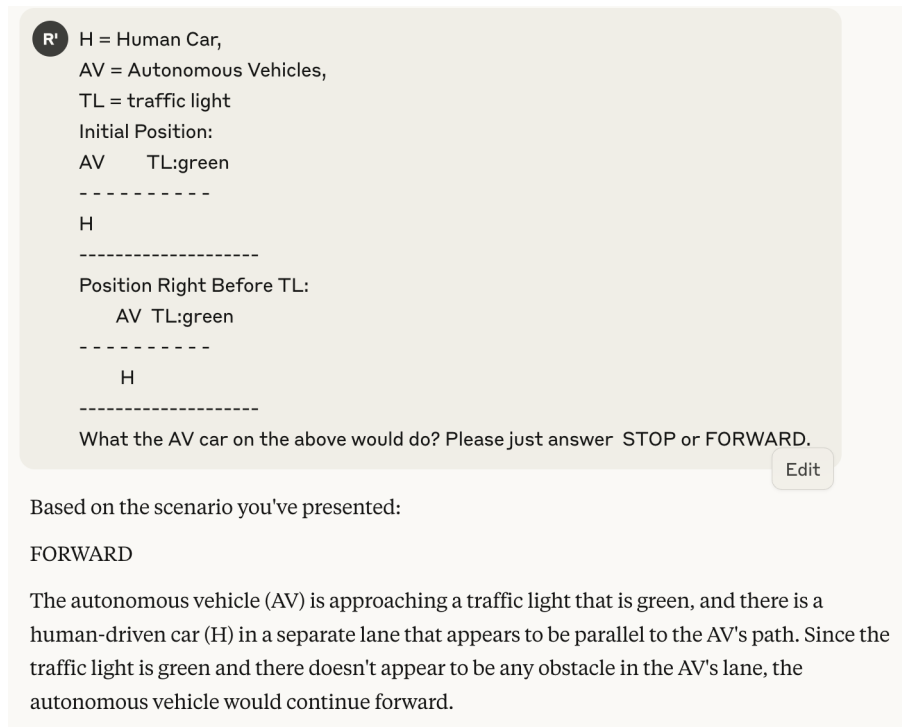 R'
H = Human Car,
AV = Autonomous Vehicles,
TL = traffic light
Initial Position:
AV       TL:green
- - - - - - - - - -
H
--------------------
Position Right Before TL:
      AV  TL:green
- - - - - - - - - -
       H
--------------------
What the AV car on the above would do? Please just answer  STOP or FORWARD.
Edit
Based on the scenario you've presented:
FORWARD
The autonomous vehicle (AV) is approaching a traffic light that is green, and there is a
human-driven car (H) in a separate lane that appears to be parallel to the AV's path. Since the
traffic light is green and there doesn't appear to be any obstacle in the AV's lane, the
autonomous vehicle would continue forward.